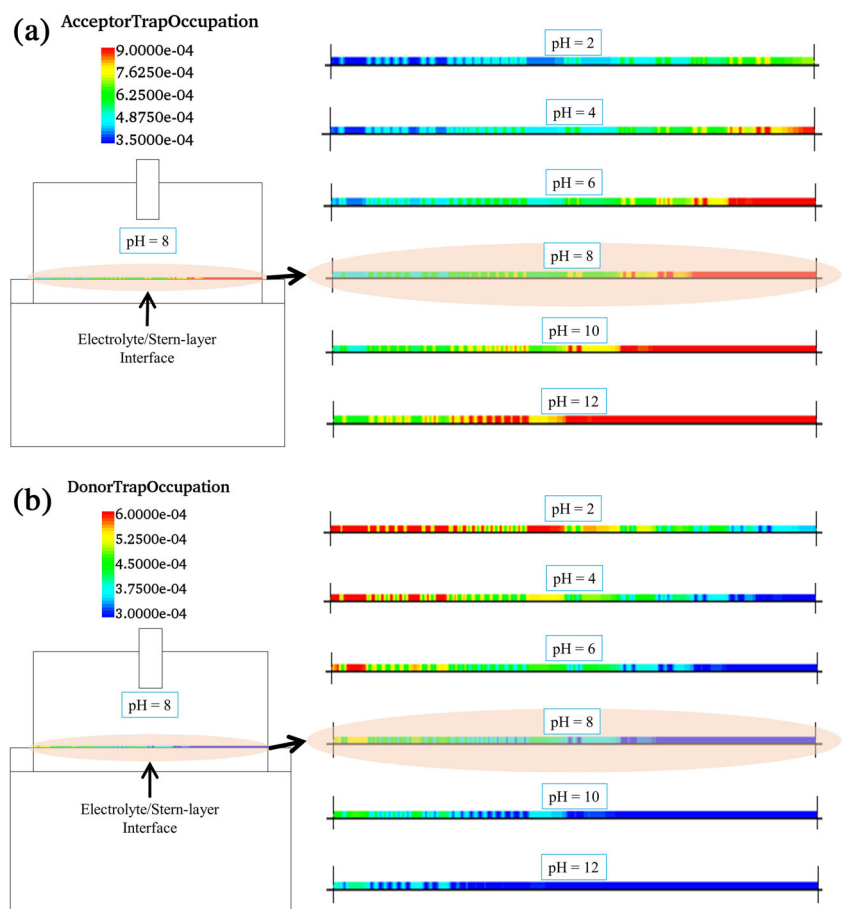 (a)
AcceptorTrapOccupation
9.0000e-04
7.6250e-04
6.2500e-04
4.8750e-04
3.5000e-04
pH = 8
Electrolyte/Stern-layer
Interface
pH = 2
pH = 4
pH = 6
pH = 8
pH = 10
pH = 12
(b)
DonorTrapOccupation
6.0000e-04
5.2500e-04
4.5000e-04
3.7500e-04
3.0000e-04
pH = 8
Electrolyte/Stern-layer
Interface
pH = 2
pH = 4
pH = 6
pH = 8
pH = 10
pH = 12